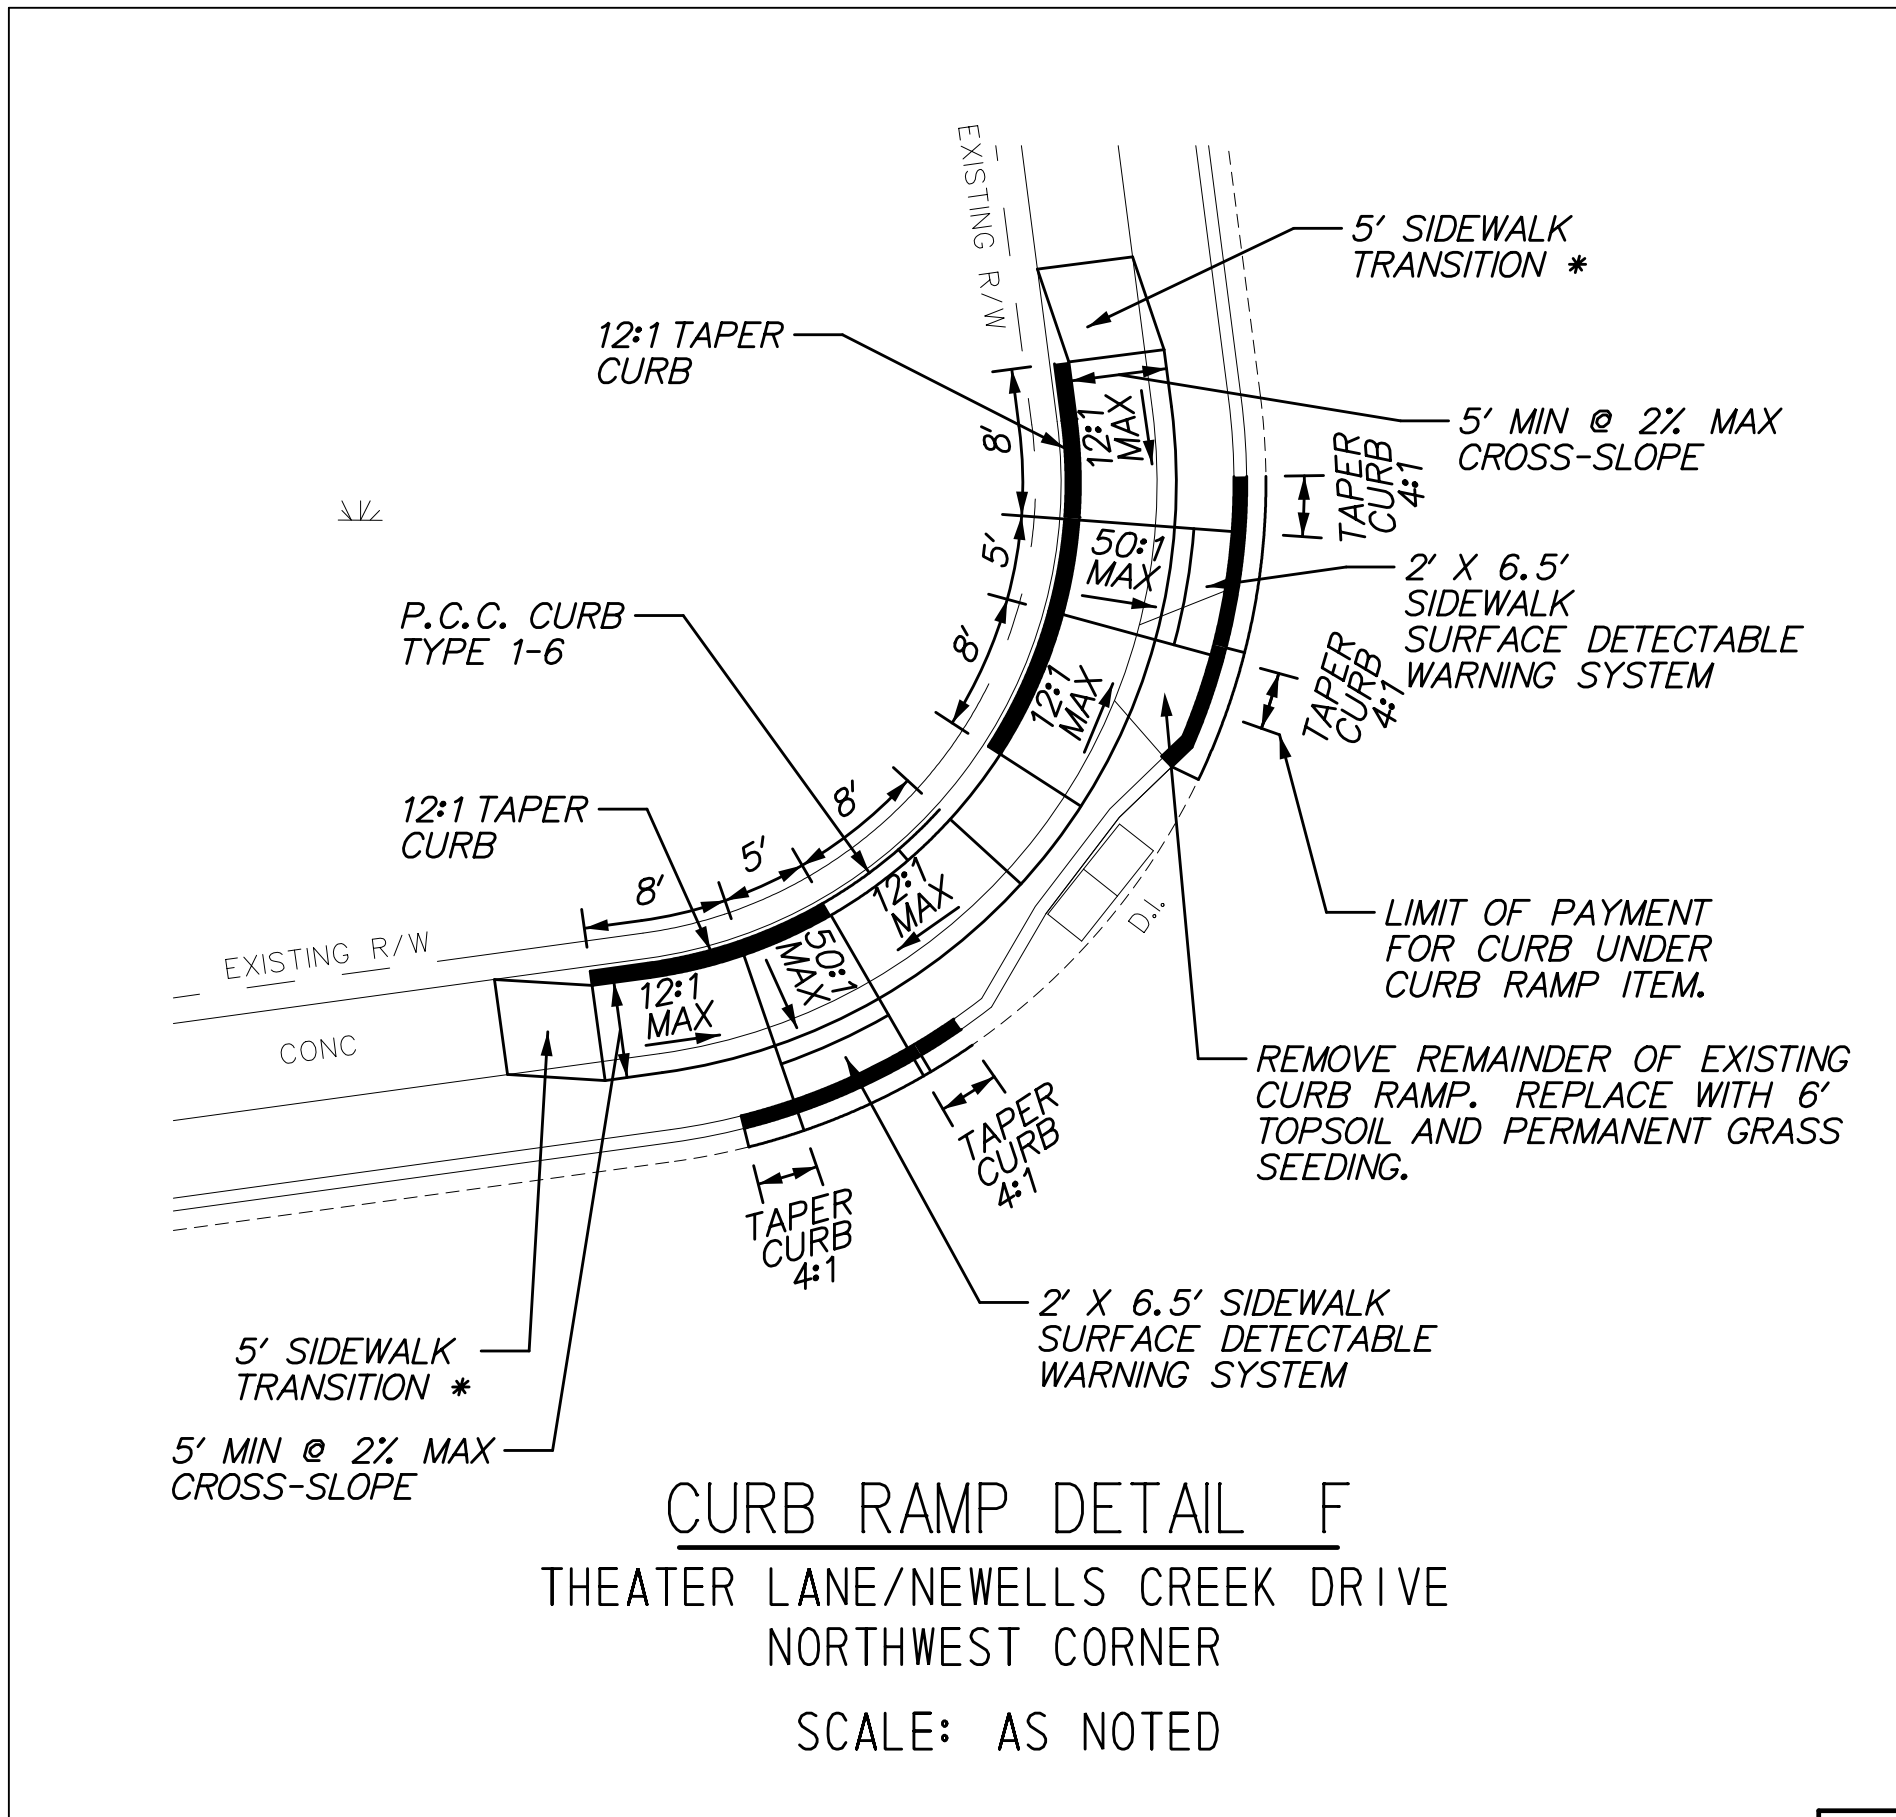 EXISTING R/W
5' SIDEWALK
TRANSITION *
12:1 TAPER
CURB
5' MIN @ 2% MAX
CROSS-SLOPE
8'
12:1
MAX
TAPER
CURB
4:1
5'
50:1
MAX
2' X 6.5'
SIDEWALK
SURFACE DETECTABLE
WARNING SYSTEM
P.C.C. CURB
TYPE 1-6
8'
12:1
MAX
TAPER
CURB
4:1
12:1 TAPER
CURB
8'
5'
8'
12:1
MAX
50:1
MAX
12:1
MAX
D.I.
LIMIT OF PAYMENT
FOR CURB UNDER
CURB RAMP ITEM.
EXISTING R/W
CONC
REMOVE REMAINDER OF EXISTING
CURB RAMP. REPLACE WITH 6'
TOPSOIL AND PERMANENT GRASS
SEEDING.
TAPER
CURB
4:1
TAPER
CURB
4:1
2' X 6.5' SIDEWALK
SURFACE DETECTABLE
WARNING SYSTEM
5' SIDEWALK
TRANSITION *
5' MIN @ 2% MAX
CROSS-SLOPE
CURB RAMP DETAIL F
THEATER LANE/NEWELLS CREEK DRIVE
NORTHWEST CORNER
SCALE: AS NOTED